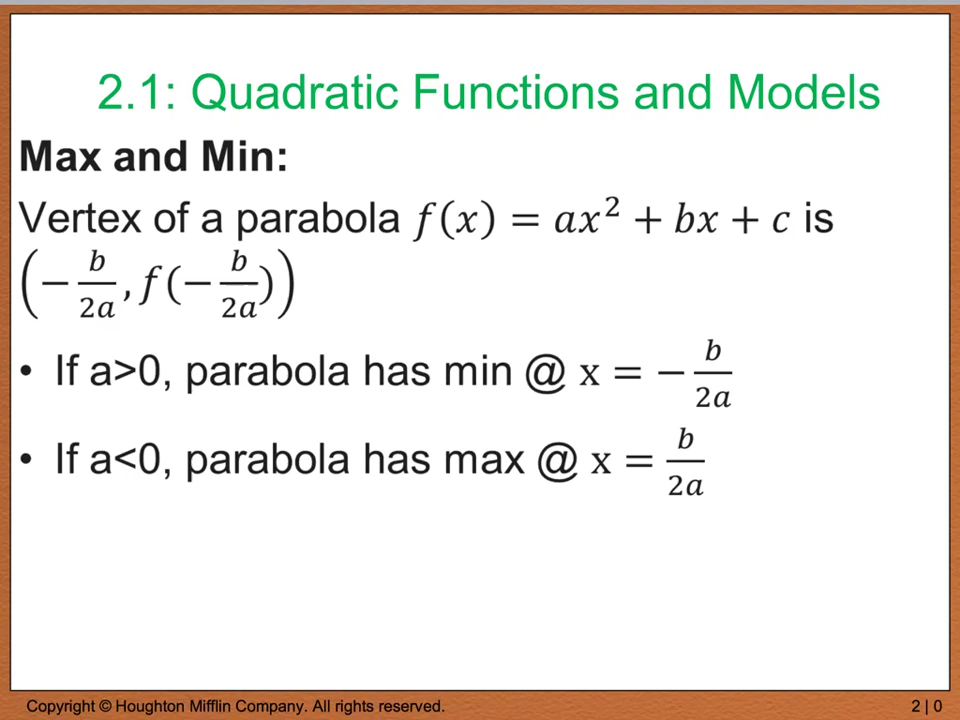 2.1: Quadratic Functions and Models
Max and Min:
Vertex of a parabola f(x) = ax² + bx + c is
(−b/2a, f(−b/2a))
• If a>0, parabola has min @ x = −b/2a
• If a<0, parabola has max @ x = b/2a
Copyright © Houghton Mifflin Company. All rights reserved.
2 | 0